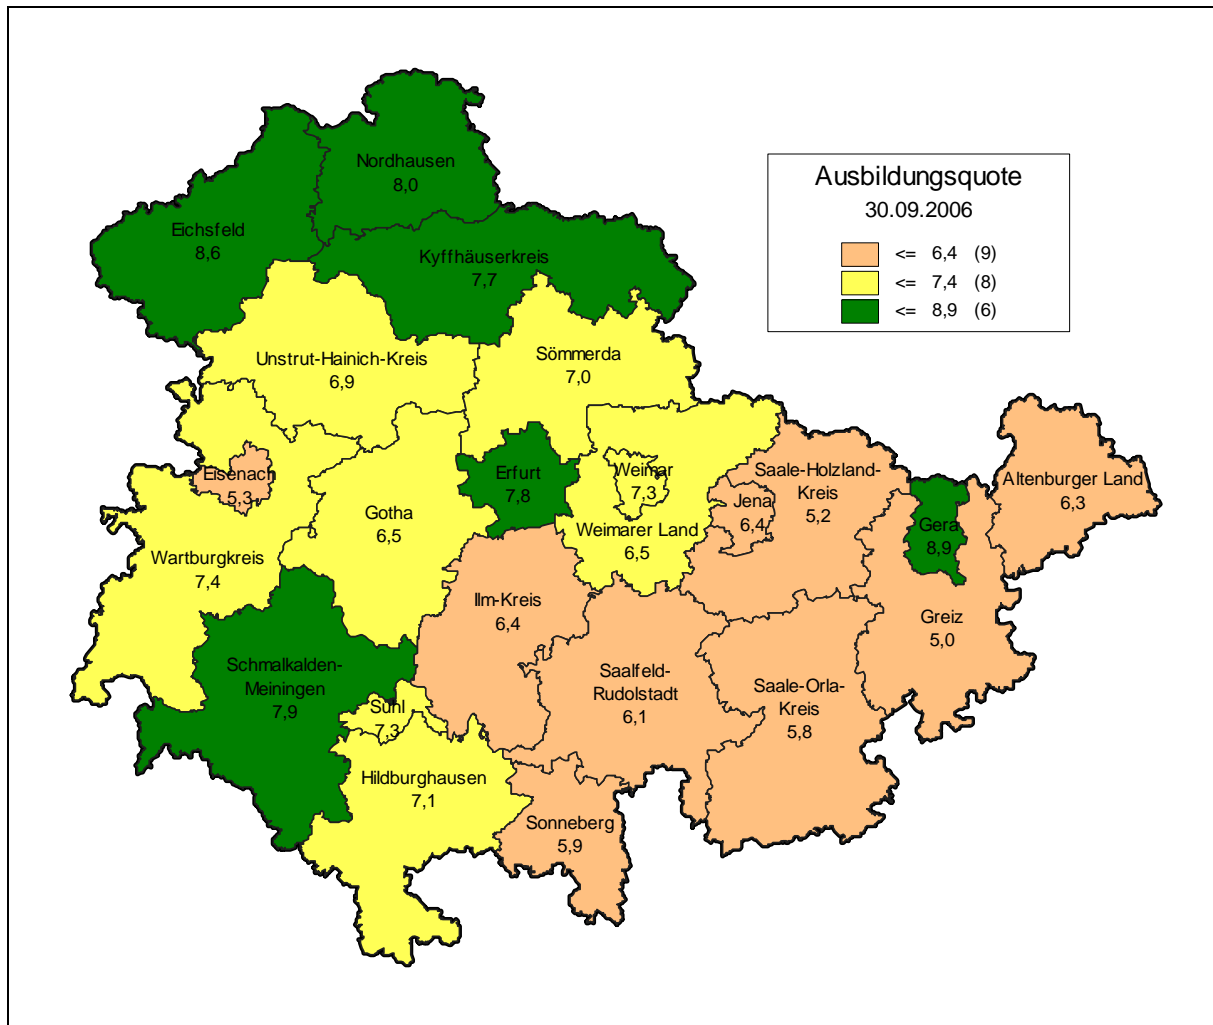 Ausbildungsquote
30.09.2006
<= 6,4 (9)
<= 7,4 (8)
<= 8,9 (6)
Nordhausen
8,0
Eichsfeld
8,6
Kyffhäuserkreis
7,7
Unstrut-Hainich-Kreis
6,9
Sömmerda
7,0
Eisenach
5,3
Erfurt
7,8
Weimar
7,3
Saale-Holzland-
Kreis
5,2
Altenburger Land
6,3
Jena
6,4
Gotha
6,5
Weimarer Land
6,5
Gera
8,9
Wartburgkreis
7,4
Ilm-Kreis
6,4
Greiz
5,0
Schmalkalden-
Meiningen
7,9
Saalfeld-
Rudolstadt
6,1
Saale-Orla-
Kreis
5,8
Suhl
7,3
Hildburghausen
7,1
Sonneberg
5,9